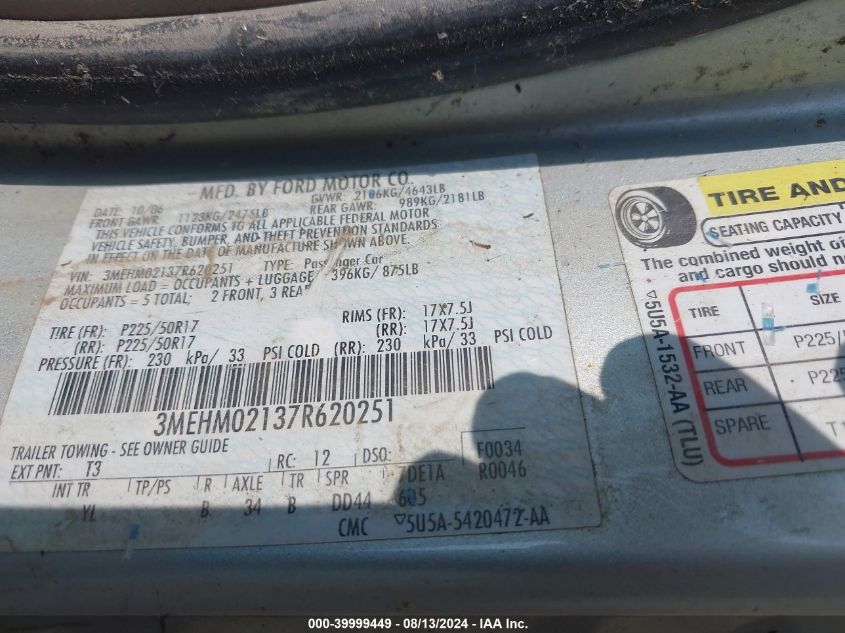 MFD. BY FORD MOTOR CO.
DATE: 10/06 GVWR: 2106KG/4643LB
FRONT GAWR: 1123KG/2475LB REAR GAWR: 989KG/2181LB
THIS VEHICLE CONFORMS TO ALL APPLICABLE FEDERAL MOTOR
VEHICLE SAFETY, BUMPER, AND THEFT PREVENTION STANDARDS
IN EFFECT ON THE DATE OF MANUFACTURE SHOWN ABOVE.
VIN: 3MEHM02137R620251 TYPE: Passenger Car
MAXIMUM LOAD = OCCUPANTS + LUGGAGE 396KG/ 875LB
OCCUPANTS = 5 TOTAL; 2 FRONT, 3 REAR
TIRE (FR): P225/50R17 RIMS (FR): 17X7.5J
(RR): P225/50R17 (RR): 17X7.5J
PRESSURE (FR): 230 kPa/ 33 PSI COLD (RR): 230 kPa/ 33 PSI COLD
3MEHM02137R620251
TRAILER TOWING - SEE OWNER GUIDE
EXT PNT: T3 RC: 12 DSO: F0034
R0046
INT TR TP/PS R AXLE TR SPR 7DE1A
YL B 34 B DD44 605
CMC ▽5U5A-5420472-AA
TIRE AND
SEATING CAPACITY
The combined weight of
and cargo should
TIRE SIZE
FRONT P225/
REAR P225
SPARE T
▽5U5A-1532-AA (TLU)
000-39999449 - 08/13/2024 - IAA Inc.